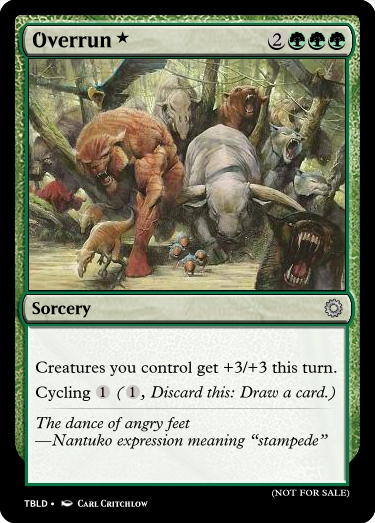 Overrun ★ 2
Sorcery
Creatures you control get +3/+3 this turn.
Cycling 1 (1, Discard this: Draw a card.)
The dance of angry feet
—Nantuko expression meaning “stampede”
(NOT FOR SALE)
TBLD • Carl Critchlow